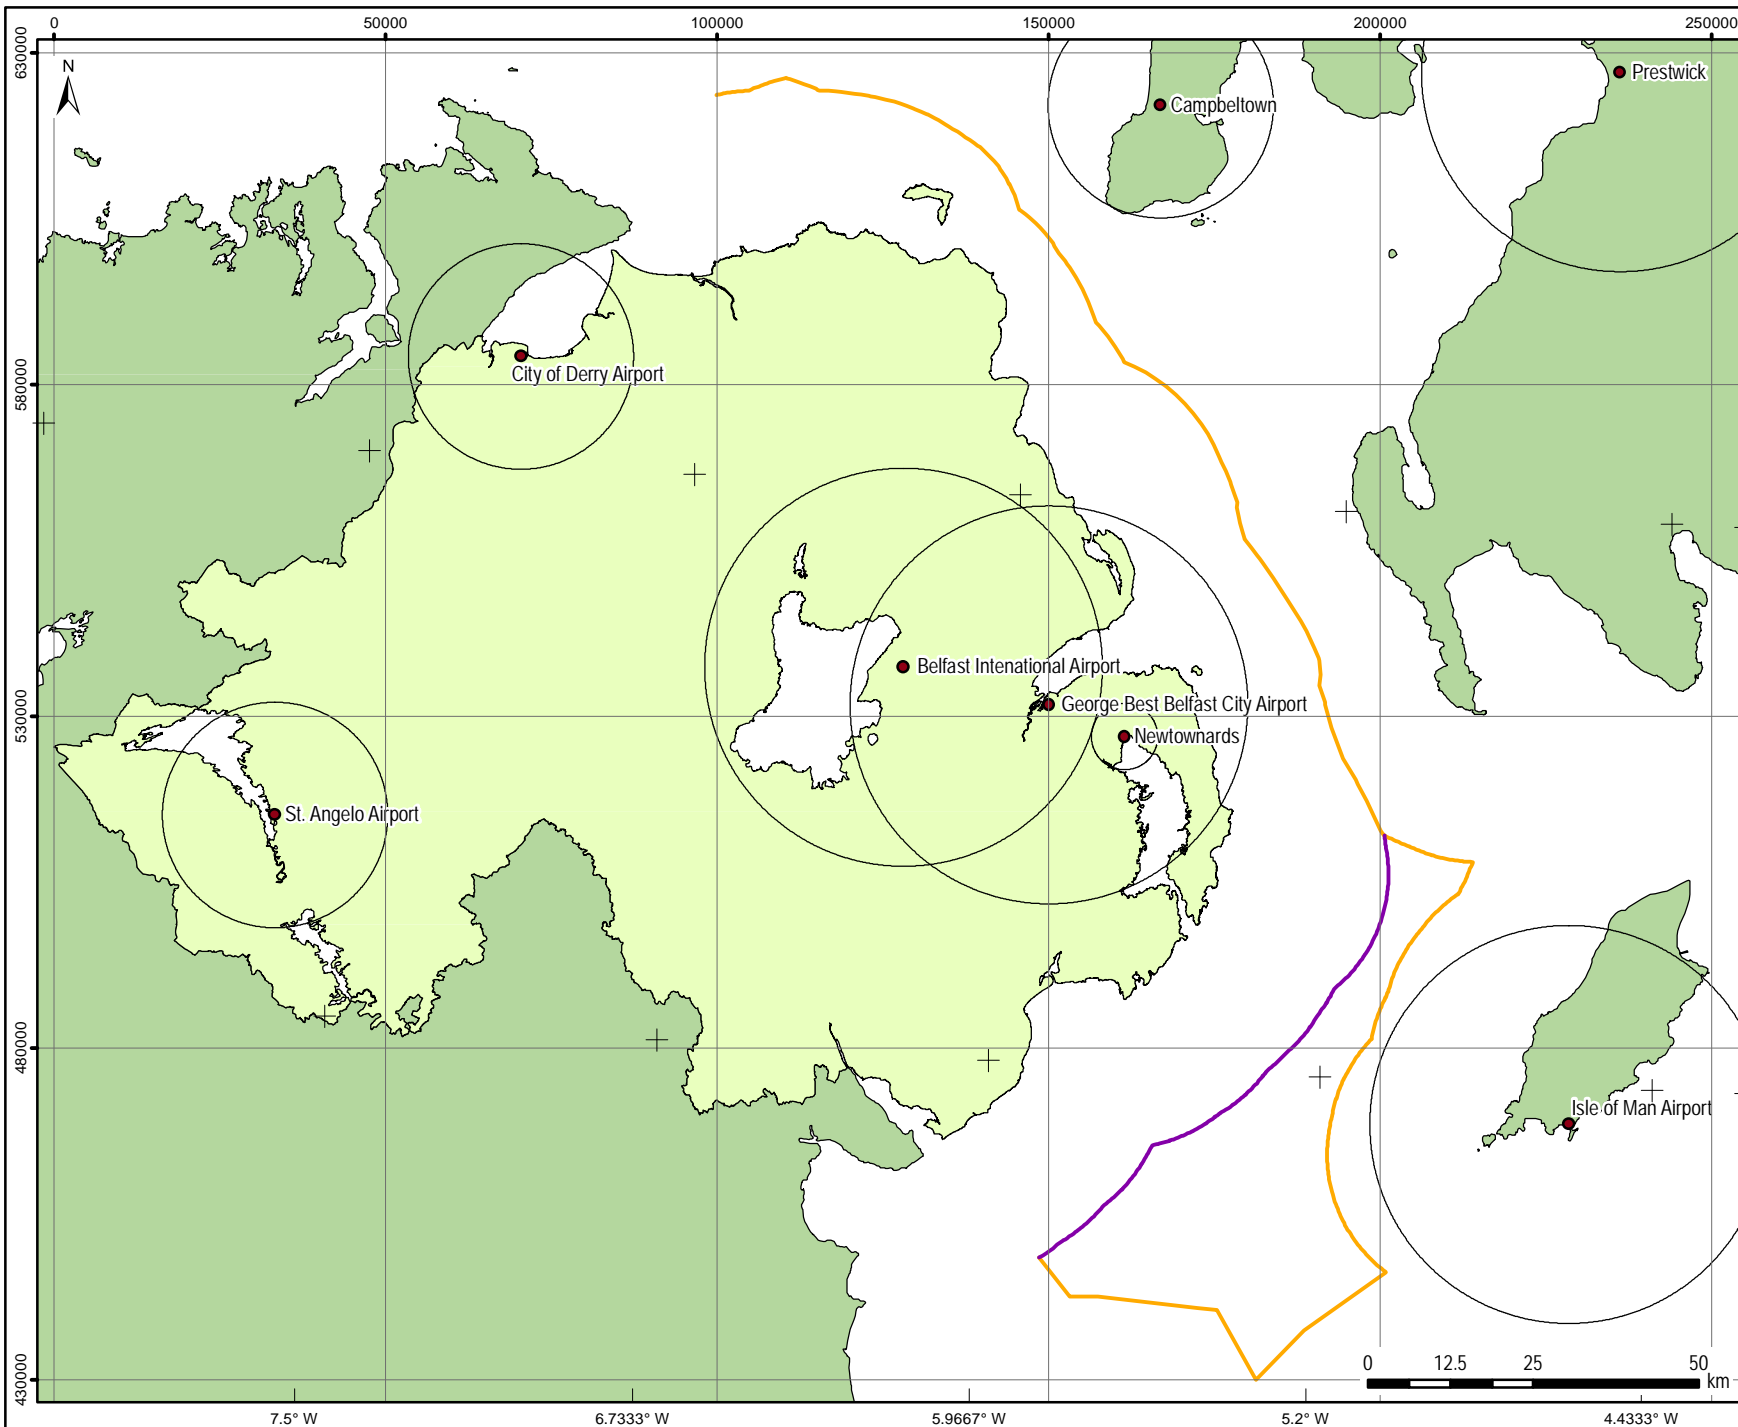 0 50000 100000 150000 200000 250000
630000
N
Prestwick
Campbeltown
City of Derry Airport
580000
Belfast Intenational Airport
George Best Belfast City Airport
530000
Newtownards
St. Angelo Airport
480000
Isle of Man Airport
430000
0 12.5 25 50
km
7.5° W 6.7333° W 5.9667° W 5.2° W 4.4333° W